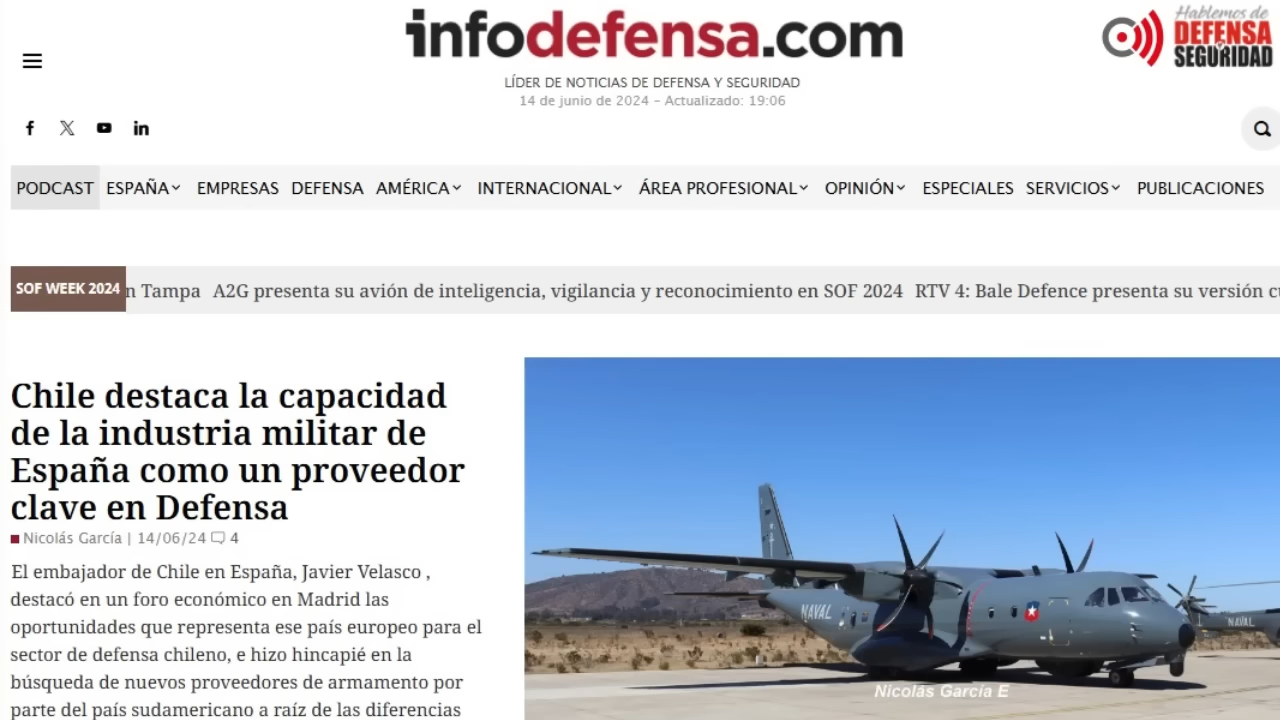 infodefensa.com
LÍDER DE NOTICIAS DE DEFENSA Y SEGURIDAD
14 de junio de 2024 - Actualizado: 19:06
Hablemos de
DEFENSA
SEGURIDAD
PODCAST ESPAÑA EMPRESAS DEFENSA AMÉRICA INTERNACIONAL ÁREA PROFESIONAL OPINIÓN ESPECIALES SERVICIOS PUBLICACIONES
SOF WEEK 2024 n Tampa A2G presenta su avión de inteligencia, vigilancia y reconocimiento en SOF 2024 RTV 4: Bale Defence presenta su versión
Chile destaca la capacidad
de la industria militar de
España como un proveedor
clave en Defensa
Nicolás García | 14/06/24 4
El embajador de Chile en España, Javier Velasco ,
destacó en un foro económico en Madrid las
oportunidades que representa ese país europeo para el
sector de defensa chileno, e hizo hincapié en la
búsqueda de nuevos proveedores de armamento por
parte del país sudamericano a raíz de las diferencias
NAVAL
NAVAL
Nicolás García E